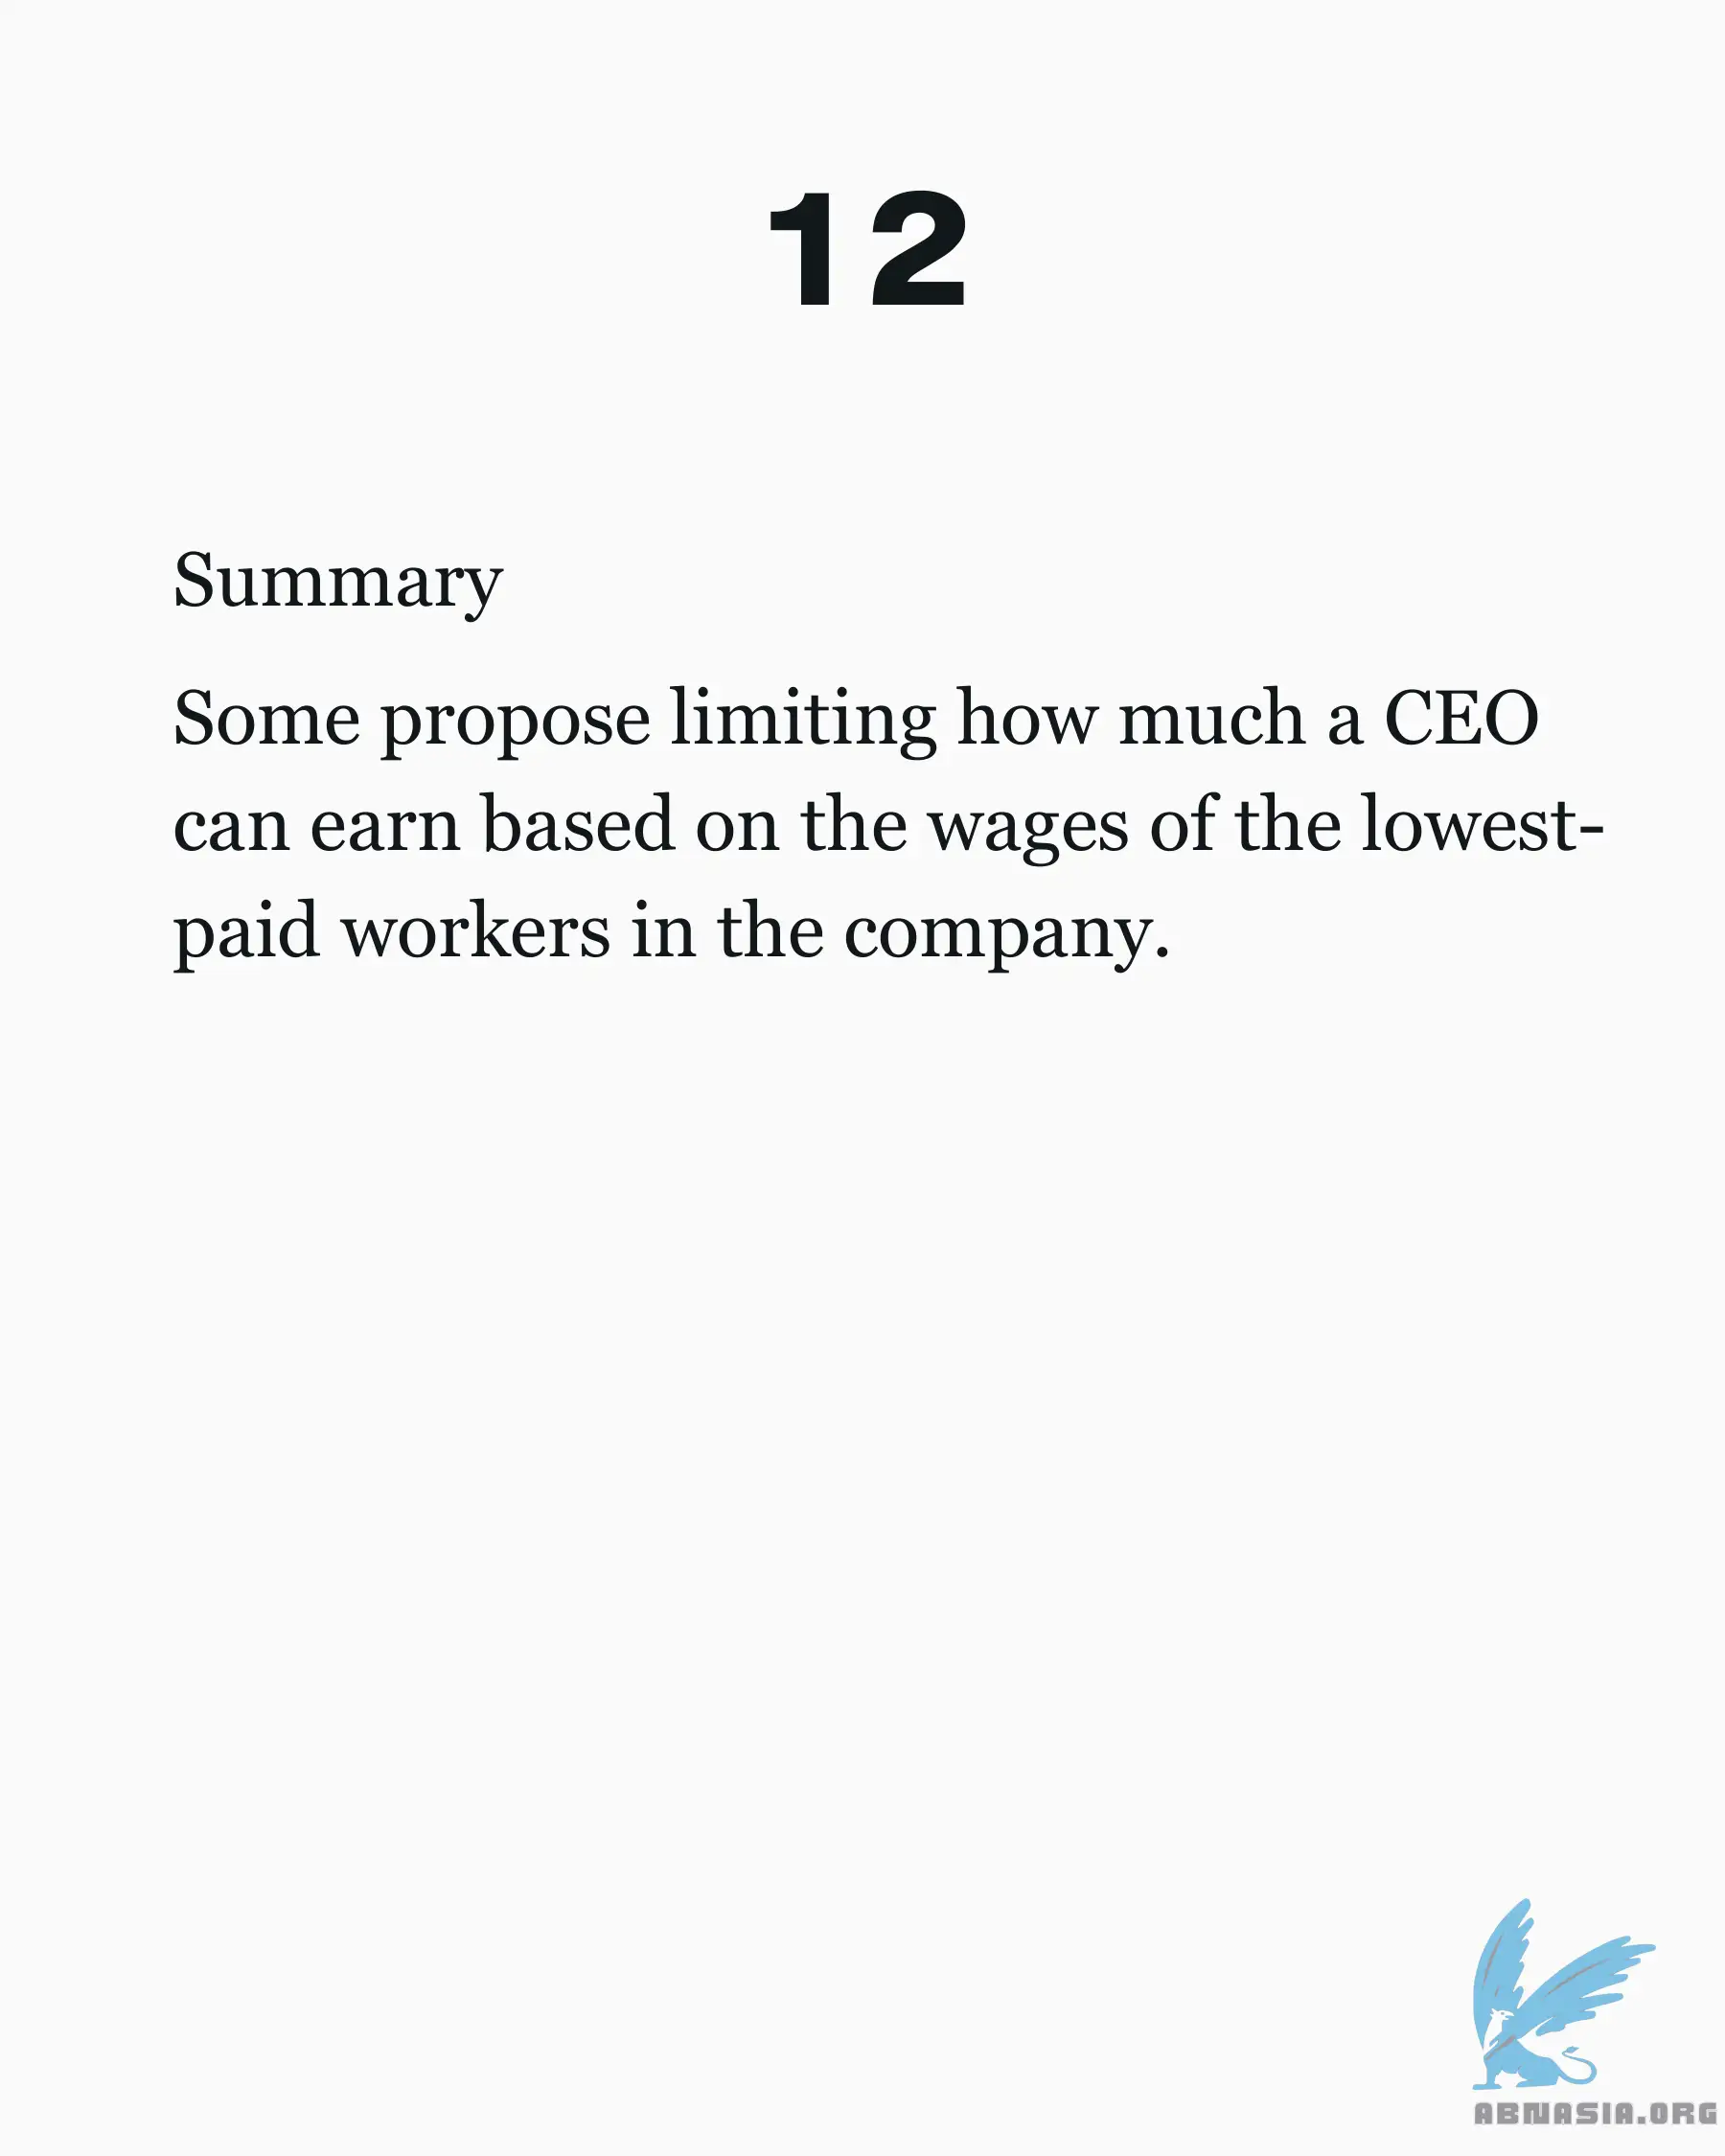 12
Summary
Some propose limiting how much a CEO
can earn based on the wages of the lowest-
paid workers in the company.
ABNASIA.ORG